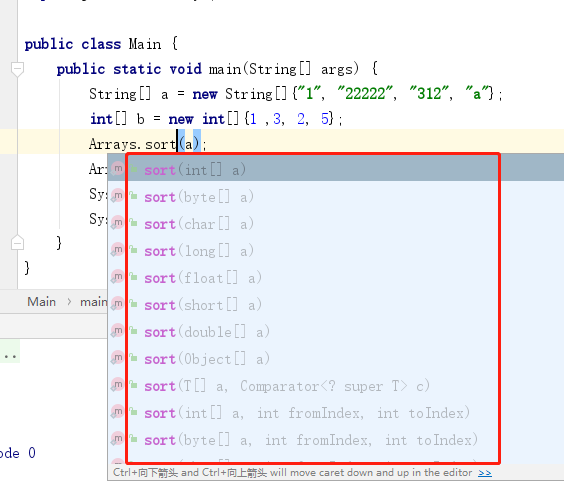 public class Main {
public static void main(String[] args) {
String[] a = new String[]{"1", "22222", "312", "a"};
int[] b = new int[]{1 ,3, 2, 5};
Arrays.sort(a);
Ar
m sort(int[] a)
m sort(byte[] a)
Sys
m sort(char[] a)
Sys
m sort(long[] a)
}
m sort(float[] a)
}
m sort(short[] a)
Main > main
m sort(double[] a)
..
m sort(Object[] a)
m sort(T[] a, Comparator<? super T> c)
m sort(int[] a, int fromIndex, int toIndex)
m sort(byte[] a, int fromIndex, int toIndex)
ode 0
Ctrl+向下箭头 and Ctrl+向上箭头 will move caret down and up in the editor >>